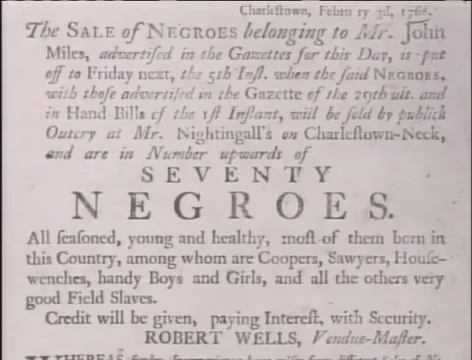 Charleſtown, Feb ry 3d, 176
The SALE of NEGROES belonging to Mr. John
Miles, advertiſed in the Gazettes for this Day, is put
off to Friday next, the 5th Inſt. when the ſaid NEGROES,
with thoſe advertiſed in the Gazette of the 29th ult. and
in Hand Bills of the 1ſt Inſtant, will be ſold by publick
Outcry at Mr. Nightingall's on Charleſtown-Neck,
and are in Number upwards of
SEVENTY
NEGROES.
All ſeaſoned, young and healthy, moſt of them born in
this Country, among whom are Coopers, Sawyers, Houſe-
wenches, handy Boys and Girls, and all the others very
good Field Slaves.
Credit will be given, paying Intereſt, with Security.
ROBERT WELLS, Vendue-Maſter.
WHEREAS